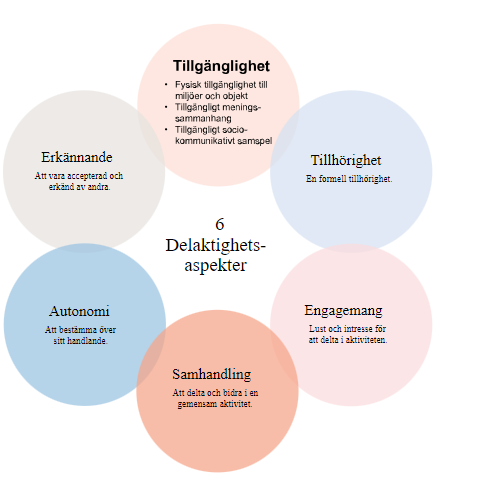 Tillgänglighet
• Fysisk tillgänglighet till
miljöer och objekt
• Tillgängligt menings-
sammanhang
• Tillgängligt socio-
kommunikativt samspel
Erkännande
Att vara accepterad och
erkänd av andra.
Tillhörighet
En formell tillhörighet.
6
Delaktighets-
aspekter
Autonomi
Att bestämma över
sitt handlande.
Engagemang
Lust och intresse för
att delta i aktiviteten.
Samhandling
Att delta och bidra i en
gemensam aktivitet.